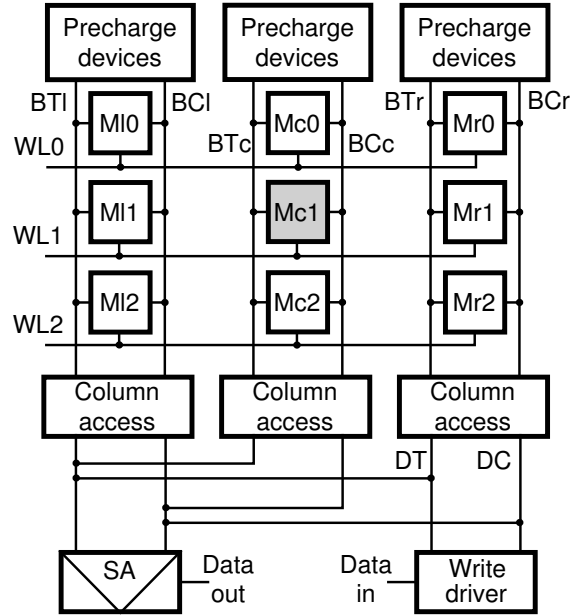 Precharge
devices
Precharge
devices
Precharge
devices
BTl
BCl
BTc
BCc
BTr
BCr
Ml0
Mc0
Mr0
WL0
Ml1
Mc1
Mr1
WL1
Ml2
Mc2
Mr2
WL2
Column
access
Column
access
Column
access
DT
DC
SA
Data
out
Data
in
Write
driver